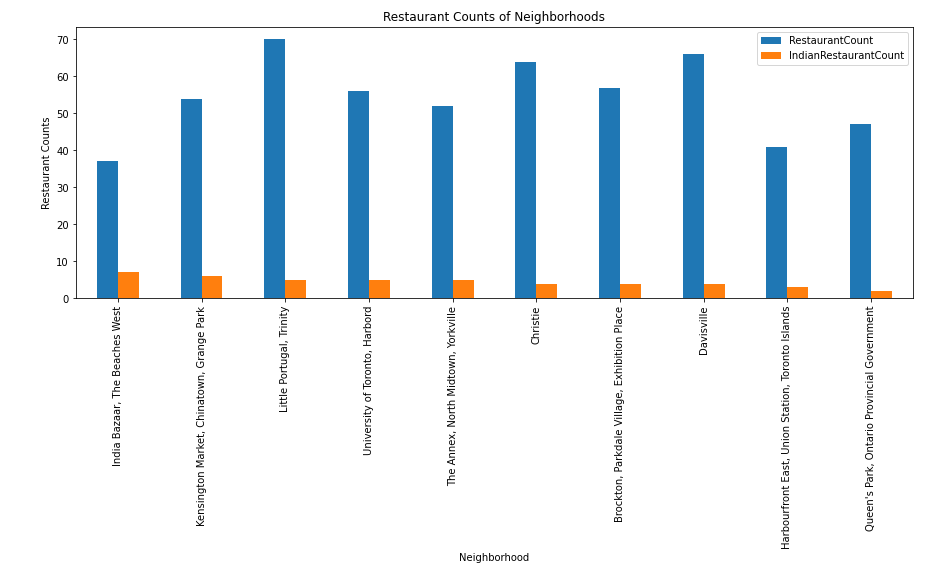 Restaurant Counts of Neighborhoods
RestaurantCount
IndianRestaurantCount
Restaurant Counts
70
60
50
40
30
20
10
0
India Bazaar, The Beaches West
Kensington Market, Chinatown, Grange Park
Little Portugal, Trinity
University of Toronto, Harbord
The Annex, North Midtown, Yorkville
Christie
Brockton, Parkdale Village, Exhibition Place
Davisville
Harbourfront East, Union Station, Toronto Islands
Queen's Park, Ontario Provincial Government
Neighborhood